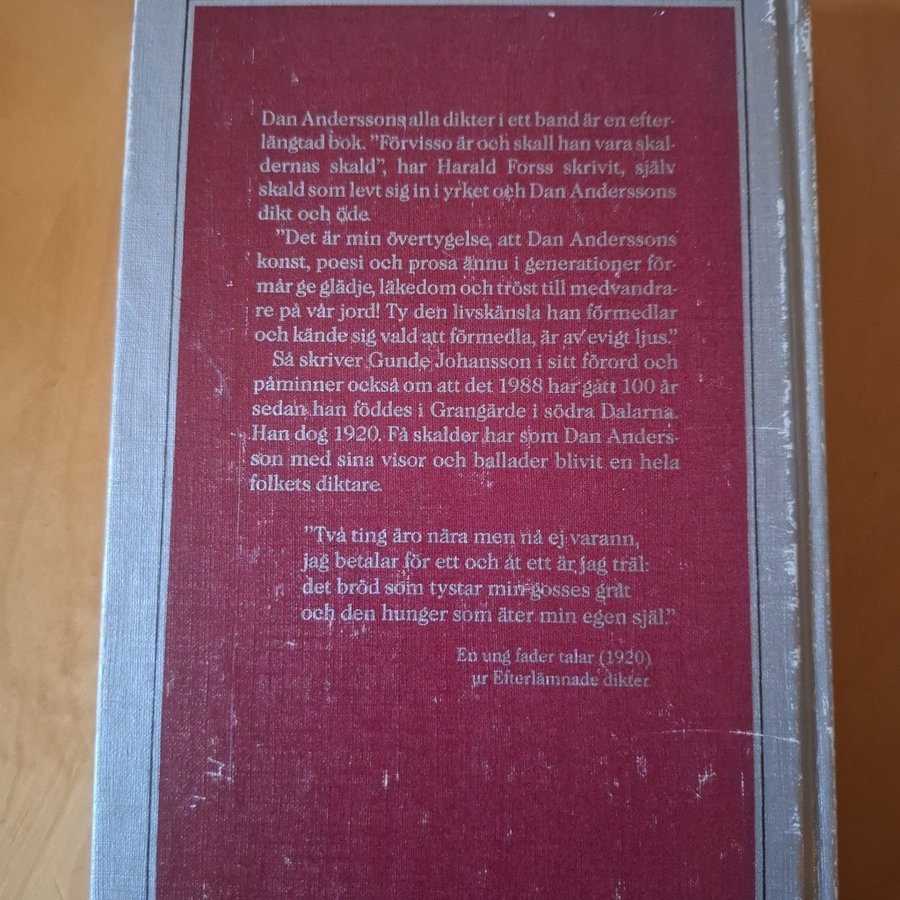 Dan Anderssons alla dikter i ett band är en efter-
längtad bok. "Förvisso är och skall han vara skal-
dernas skald", har Harald Forss skrivit, själv
skald som levt sig in i yrket och Dan Anderssons
dikt och öde.
"Det är min övertygelse, att Dan Anderssons
konst, poesi och prosa ännu i generationer för-
mår ge glädje, läkedom och tröst till medvandra-
re på vår jord! Ty den livskänsla han förmedlar
och kände sig vald att förmedla, är av evigt ljus."
Så skriver Gunde Johansson i sitt förord och
påminner också om att det 1988 har gått 100 år
sedan han föddes i Grangärde i södra Dalarna.
Han dog 1920. Få skalder har som Dan Anders-
son med sina visor och ballader blivit en hela
folkets diktare.
"Två ting äro nära men nå ej varann,
jag betalar för ett och åt ett är jag träl:
det bröd som tystar min gosses gråt
och den hunger som äter min egen själ."
En ung fader talar (1920)
ur Efterlämnade dikter.